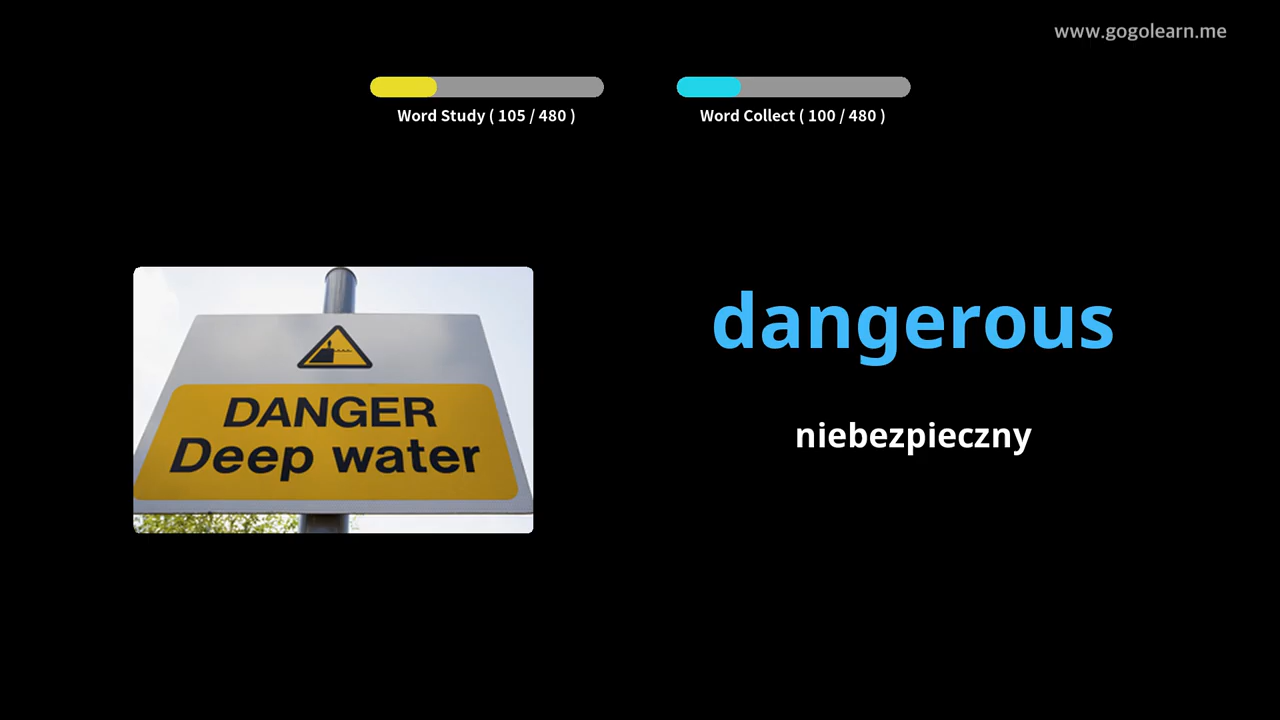 www.gogolearn.me
Word Study ( 105 / 480 )
Word Collect ( 100 / 480 )
DANGER
Deep water
dangerous
niebezpieczny